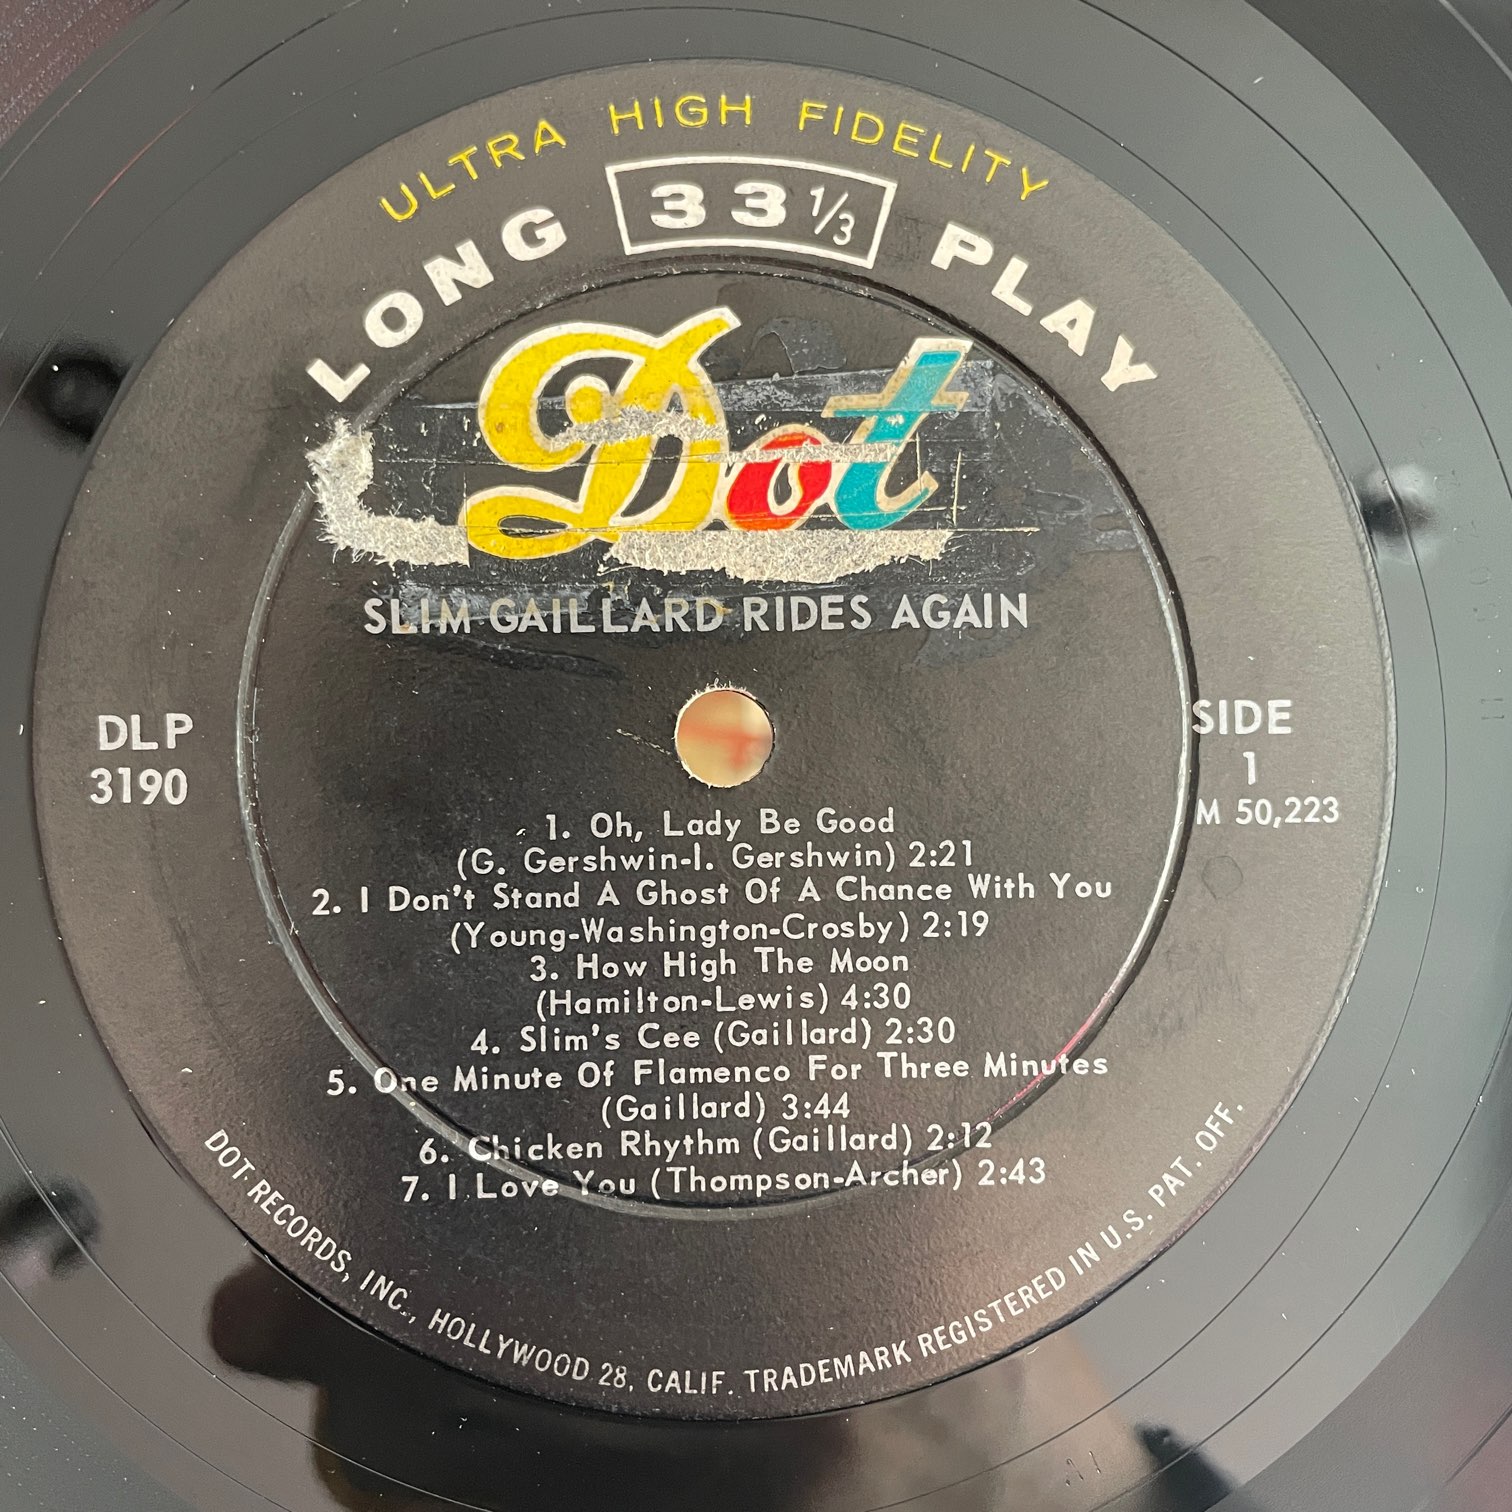 ULTRA HIGH FIDELITY
LONG 33 1/3 PLAY
Dot
SLIM GAILLARD RIDES AGAIN
DLP
3190
SIDE
1
M 50,223
1. Oh, Lady Be Good
(G. Gershwin-I. Gershwin) 2:21
2. I Don't Stand A Ghost Of A Chance With You
(Young-Washington-Crosby) 2:19
3. How High The Moon
(Hamilton-Lewis) 4:30
4. Slim's Cee (Gaillard) 2:30
5. One Minute Of Flamenco For Three Minutes
(Gaillard) 3:44
6. Chicken Rhythm (Gaillard) 2:12
7. I Love You (Thompson-Archer) 2:43
DOT RECORDS, INC., HOLLYWOOD 28, CALIF. TRADEMARK REGISTERED IN U.S. PAT. OFF.